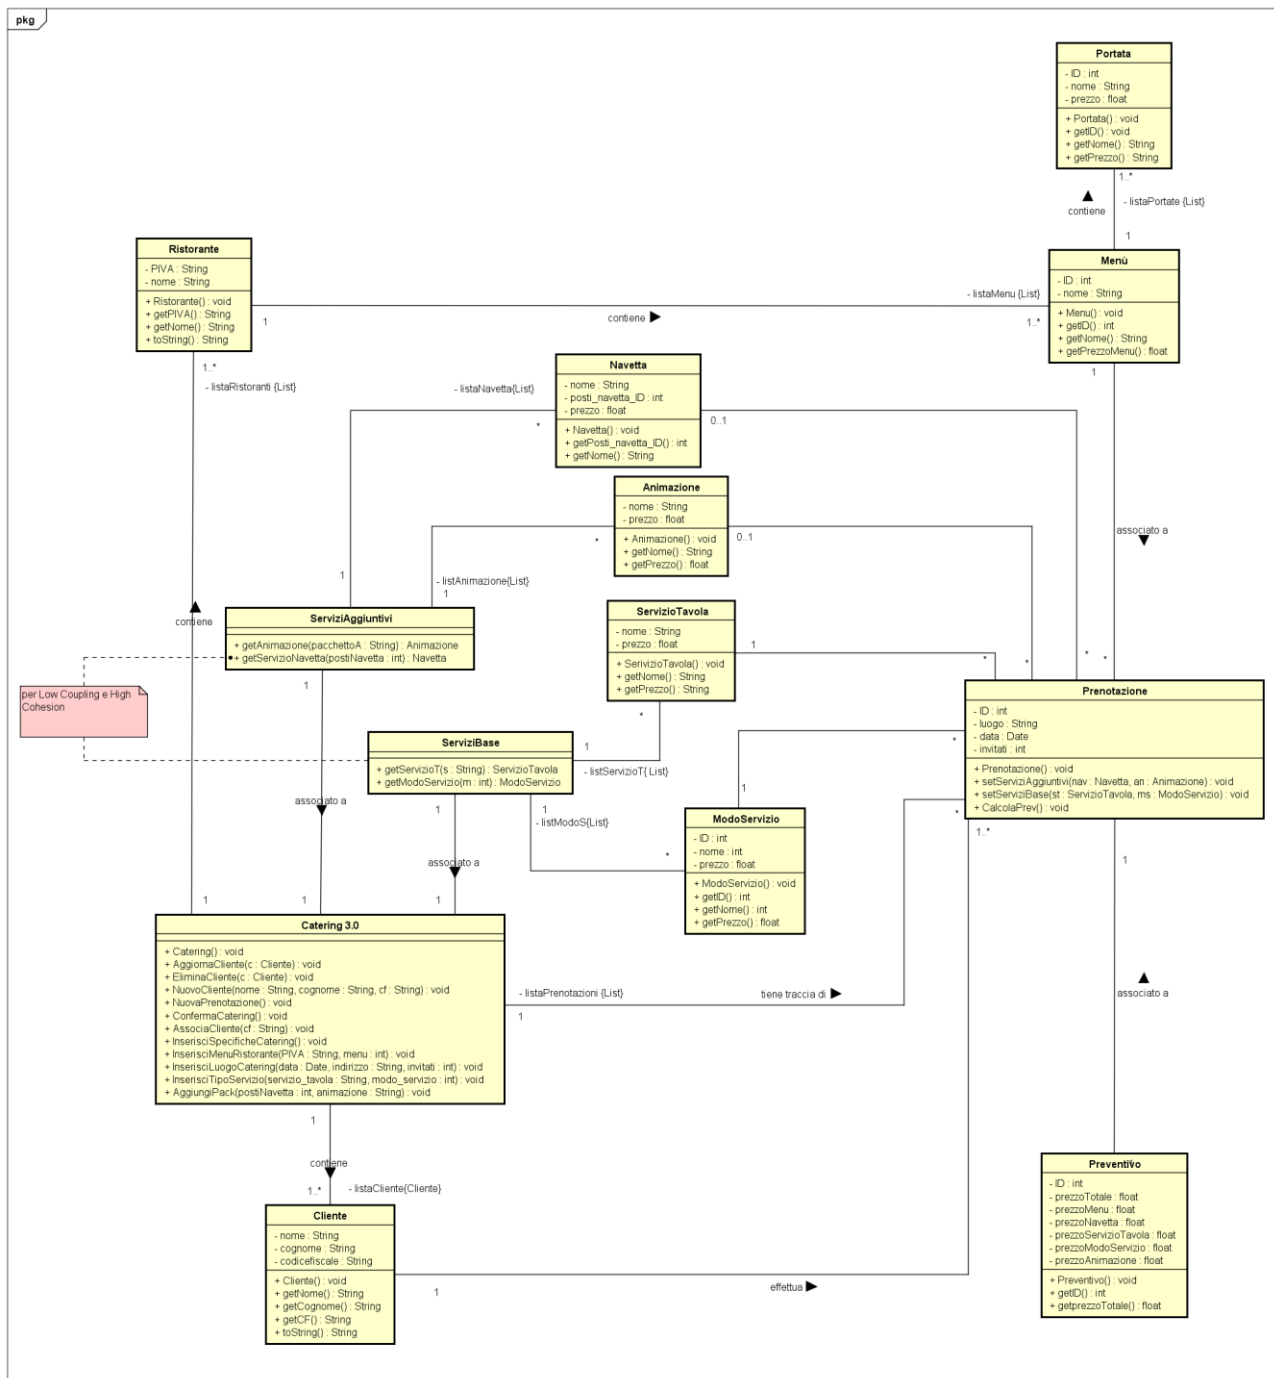 pkg
Portata
- ID : int
- nome : String
- prezzo : float
+ Portata() : void
+ getID() : void
+ getNome() : String
+ getPrezzo() : String
1..*
contiene
- listaPortate {List}
1
Ristorante
- PIVA : String
- nome : String
+ Ristorante() : void
+ getPIVA() : String
+ getNome() : String
+ toString() : String
1
contiene
- listaMenu {List}
1..*
Menù
- ID : int
- nome : String
+ Menu() : void
+ getID() : int
+ getNome() : String
+ getPrezzoMenu() : float
1
1..*
- listaRistoranti {List}
- listaNavetta{List}
*
Navetta
- nome : String
- posti_navetta_ID : int
- prezzo : float
+ Navetta() : void
+ getPosti_navetta_ID() : int
+ getNome() : String
0..1
Animazione
- nome : String
- prezzo : float
+ Animazione() : void
+ getNome() : String
+ getPrezzo() : float
*
0..1
associato a
1
- listAnimazione{List}
1
contiene
ServiziAggiuntivi
+ getAnimazione(pacchettoA : String) : Animazione
+ getServizioNavetta(postiNavetta : int) : Navetta
1
ServizioTavola
- nome : String
- prezzo : float
+ SerivizioTavola() : void
+ getNome() : String
+ getPrezzo() : String
1
*
*
*
*
*
per Low Coupling e High
Cohesion
ServiziBase
+ getServizioT(s : String) : ServizioTavola
+ getModoServizio(m : int) : ModoServizio
1
- listServizioT{ List}
Prenotazione
- ID : int
- luogo : String
- data : Date
- invitati : int
+ Prenotazione() : void
+ setServiziAggiuntivi(nav : Navetta, an : Animazione) : void
+ setServiziBase(st : ServizioTavola, ms : ModoServizio) : void
+ CalcolaPrev() : void
*
*
1..*
1
associato a
1
1
- listModoS{List}
*
1
ModoServizio
- ID : int
- nome : int
- prezzo : float
+ ModoServizio() : void
+ getID() : int
+ getNome() : int
+ getPrezzo() : float
associato a
1
1
1
Catering 3.0
+ Catering() : void
+ AggiornaCliente(c : Cliente) : void
+ EliminaCliente(c : Cliente) : void
+ NuovoCliente(nome : String, cognome : String, cf : String) : void
+ NuovaPrenotazione() : void
+ ConfermaCatering() : void
+ AssociaCliente(cf : String) : void
+ InserisciSpecificheCatering() : void
+ InserisciMenuRistorante(PIVA : String, menu : int) : void
+ InserisciLuogoCatering(data : Date, indirizzo : String, invitati : int) : void
+ InserisciTipoServizio(servizio_tavola : String, modo_servizio : int) : void
+ AggiungiPack(postiNavetta : int, animazione : String) : void
- listaPrenotazioni {List}
tiene traccia di
1
associato a
1
contiene
1..*
- listaCliente{Cliente}
Cliente
- nome : String
- cognome : String
- codicefiscale : String
+ Cliente() : void
+ getNome() : String
+ getCognome() : String
+ getCF() : String
+ toString() : String
1
effettua
Preventivo
- ID : int
- prezzoTotale : float
- prezzoMenu : float
- prezzoNavetta : float
- prezzoServizioTavola : float
- prezzoModoServizio : float
- prezzoAnimazione : float
+ Preventivo() : void
+ getID() : int
+ getprezzoTotale() : float